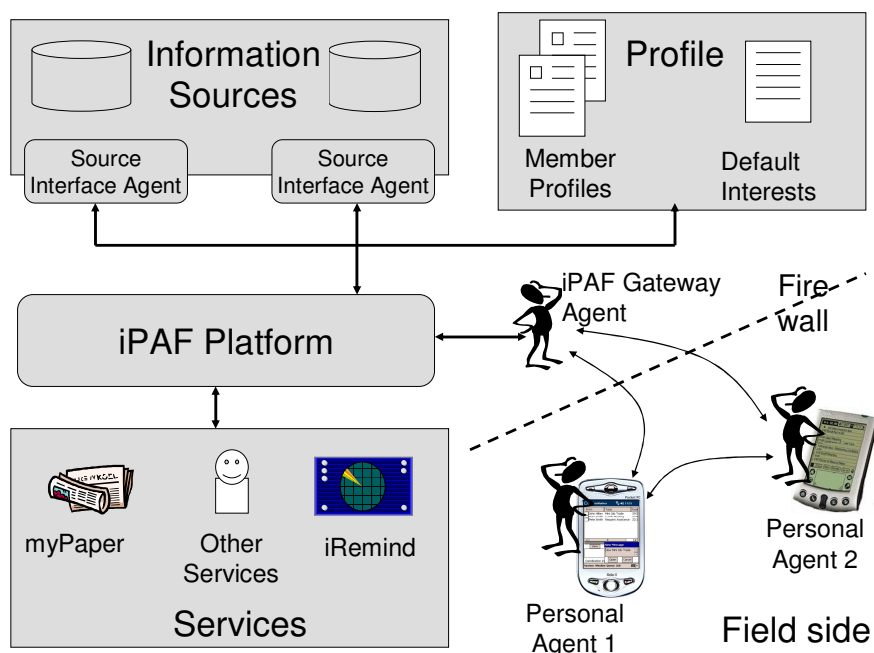 Information
Sources
Source
Interface Agent
Source
Interface Agent
Profile
Member
Profiles
Default
Interests
iPAF Platform
iPAF Gateway
Agent
Fire
wall
myPaper
Other
Services
iRemind
Services
Personal
Agent 1
Personal
Agent 2
Field side